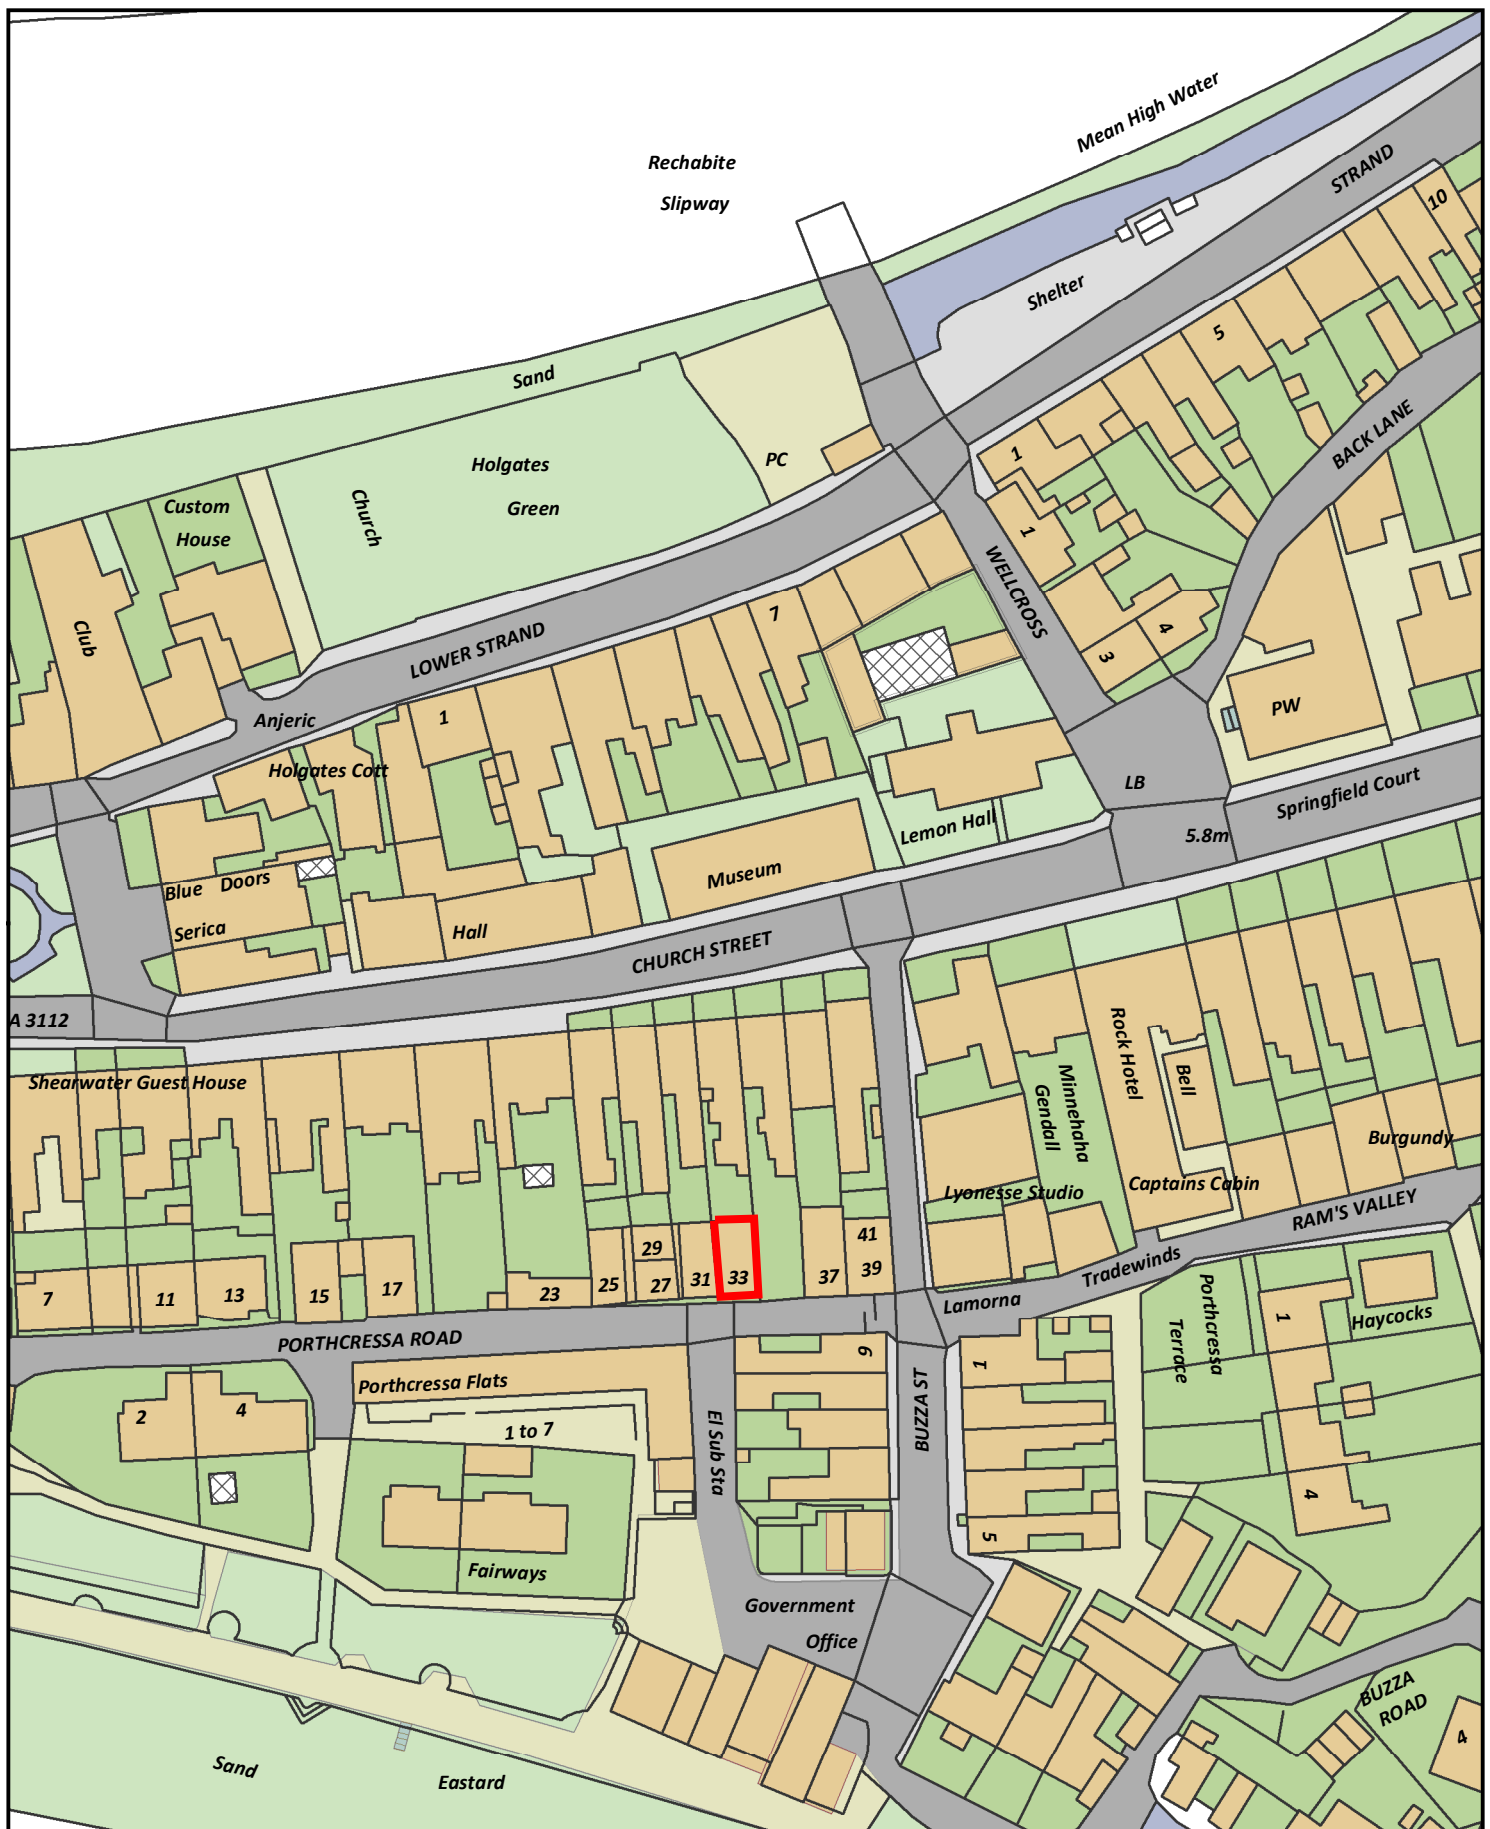 Mean High Water
Rechabite
Slipway
STRAND
10
Shelter
5
Sand
BACK LANE
Holgates
Green
PC
1
Church
Custom
House
1
WELLCROSS
Club
LOWER STRAND
7
4
3
Anjeric
1
PW
Holgates Cott
LB
Springfield Court
Lemon Hall
5.8m
Museum
Blue Doors
Serica
Hall
CHURCH STREET
A 3112
Rock Hotel
Bell
Minnehaha
Gendall
Shearwater Guest House
Burgundy
Lyonesse Studio
Captains Cabin
RAM'S VALLEY
29
41
39
7
11
13
15
17
23
25
27
31
33
37
Tradewinds
Lamorna
Porthcressa
Terrace
1
Haycocks
PORTHCRESSA ROAD
9
1
Porthcressa Flats
2
4
1 to 7
El Sub Sta
BUZZA ST
4
5
Fairways
Government
Office
BUZZA
ROAD
4
Sand
Eastard